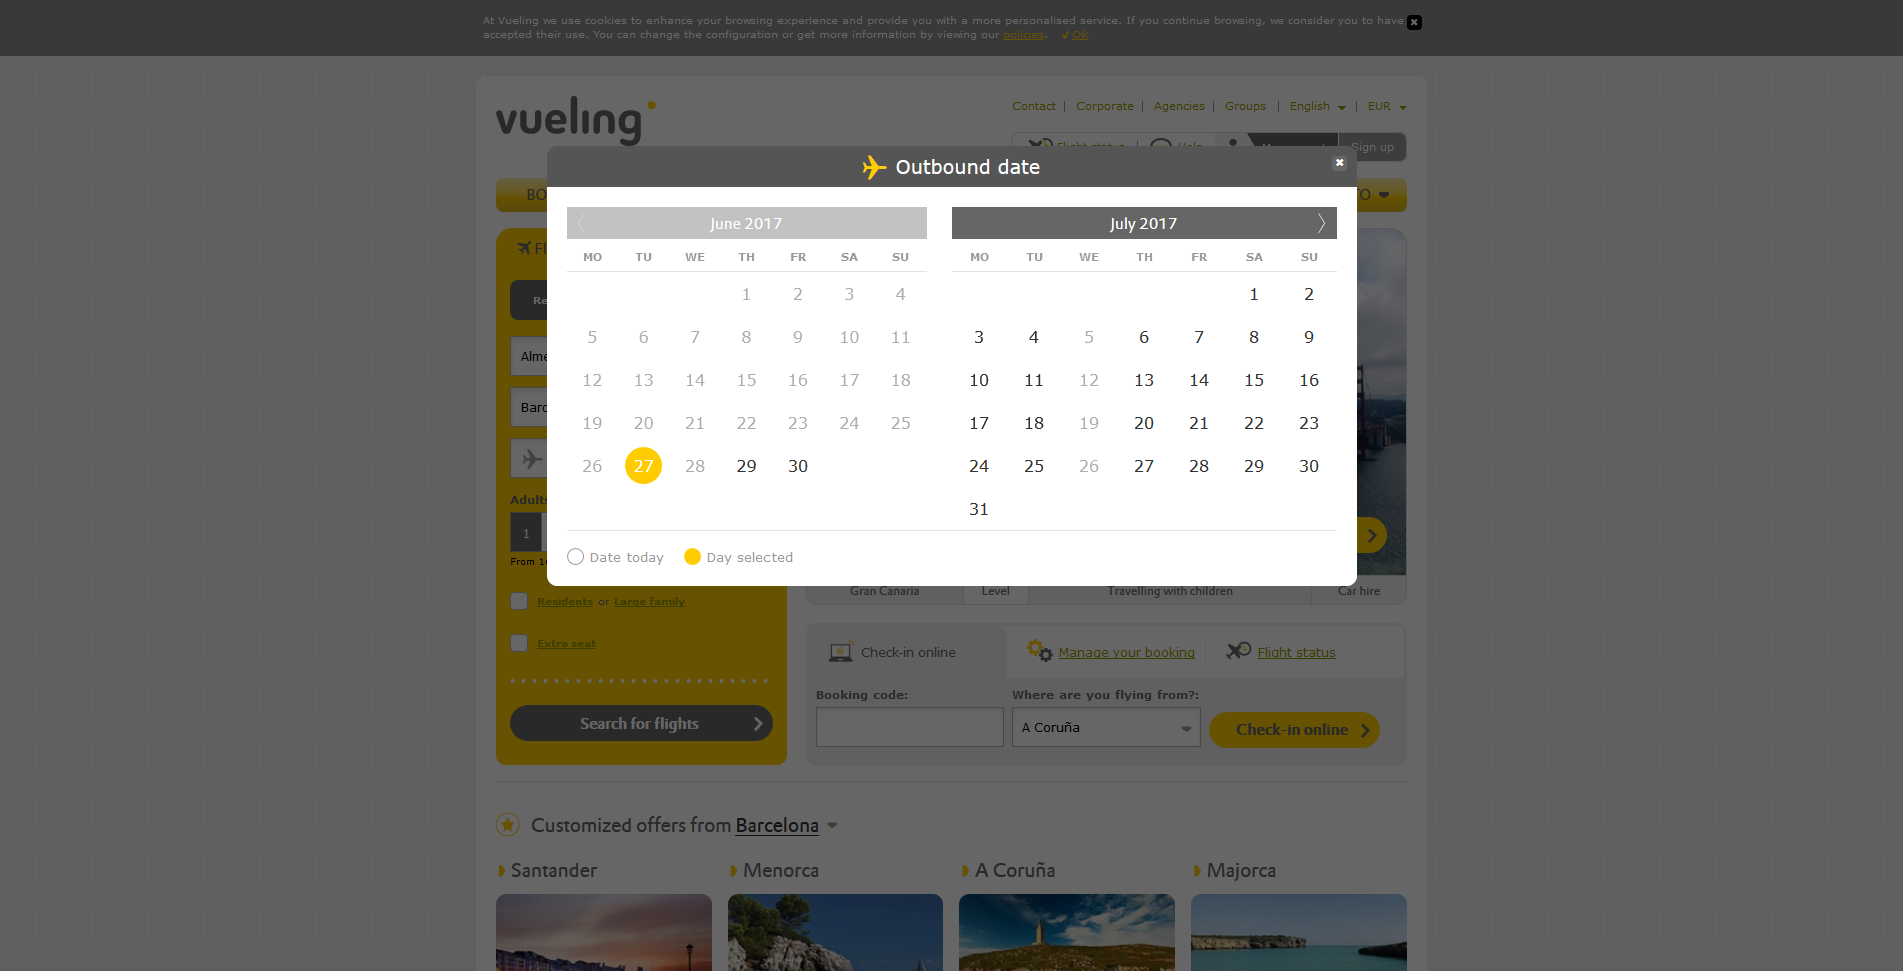 At Vueling we use cookies to enhance your browsing experience and provide you with a more personalised service. If you continue browsing, we consider you to have
accepted their use. You can change the configuration or get more information by viewing our policies. Ok
vueling
Contact | Corporate | Agencies | Groups | English | EUR
Flight status | Help Sign up
Outbound date
BO TO
June 2017
MO TU WE TH FR SA SU
1 2 3 4
5 6 7 8 9 10 11
12 13 14 15 16 17 18
19 20 21 22 23 24 25
26 27 28 29 30
July 2017
MO TU WE TH FR SA SU
1 2
3 4 5 6 7 8 9
10 11 12 13 14 15 16
17 18 19 20 21 22 23
24 25 26 27 28 29 30
31
Date today Day selected
Fl
Re
Alme
Barc
Adults
1
From 1
Residents or Large family
Extra seat
Search for flights
Gran Canaria Level Travelling with children Car hire
Check-in online Manage your booking Flight status
Booking code: Where are you flying from?:
A Coruña Check-in online
Customized offers from Barcelona
Santander Menorca A Coruña Majorca